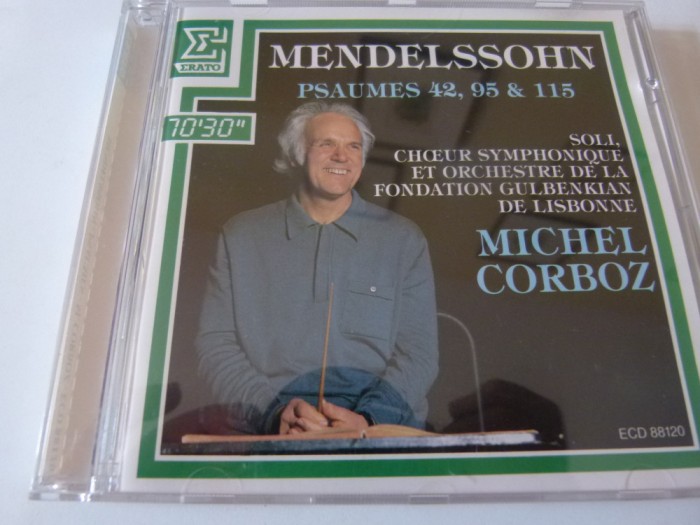 ERATO
MENDELSSOHN
PSAUMES 42, 95 & 115
70'30"
SOLI,
CHŒUR SYMPHONIQUE
ET ORCHESTRE DE LA
FONDATION GULBENKIAN
DE LISBONNE
MICHEL
CORBOZ
ECD 88120